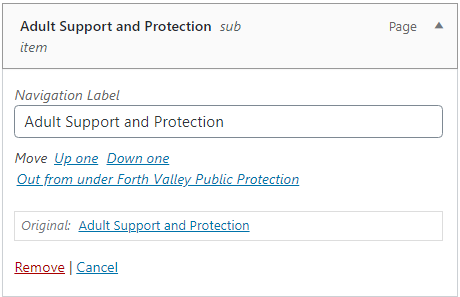 Adult Support and Protection sub Page
item
Navigation Label
Adult Support and Protection
Move Up one Down one
Out from under Forth Valley Public Protection
Original: Adult Support and Protection
Remove | Cancel